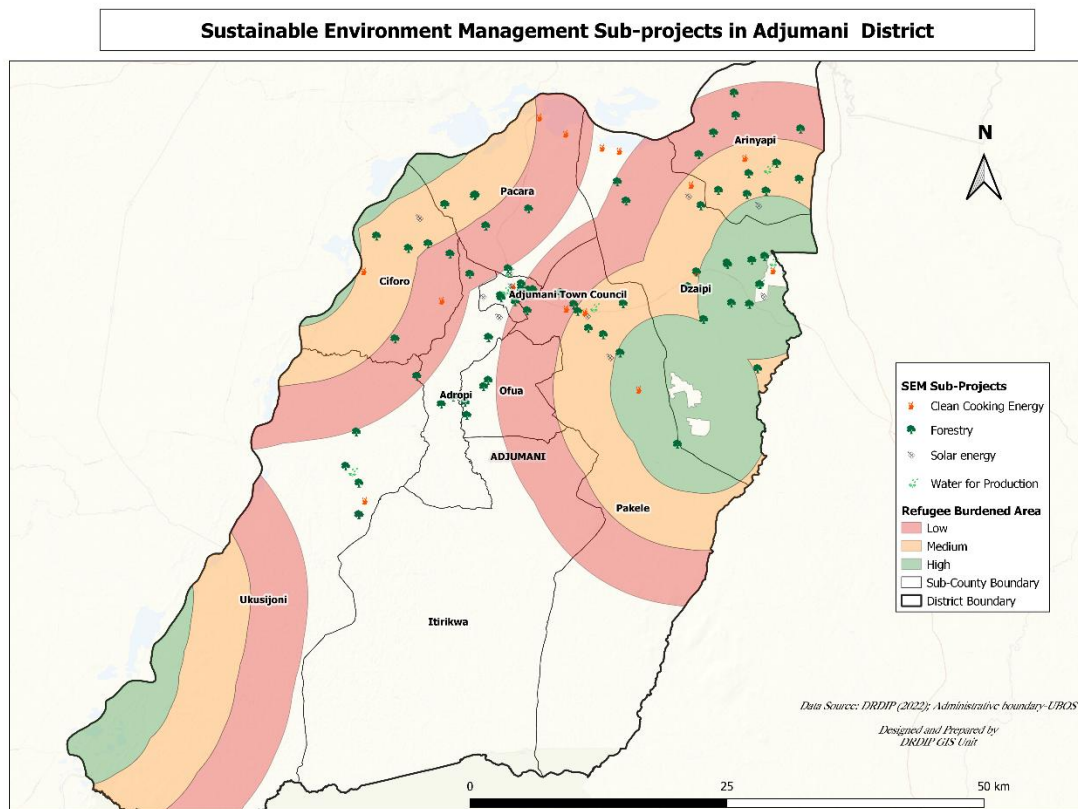 Sustainable Environment Management Sub-projects in Adjumani District
N
Arinyapi
Pacara
Ciforo
Dzaipi
Adjumani Town Council
Ofua
Adropi
ADJUMANI
Pakele
Ukusijoni
Itirikwa
SEM Sub-Projects
Clean Cooking Energy
Forestry
Solar energy
Water for Production
Refugee Burdened Area
Low
Medium
High
Sub-County Boundary
District Boundary
Data Source: DRDIP (2022); Administrative boundary-UBOS
Designed and Prepared by
DRDIP GIS Unit
0 25 50 km